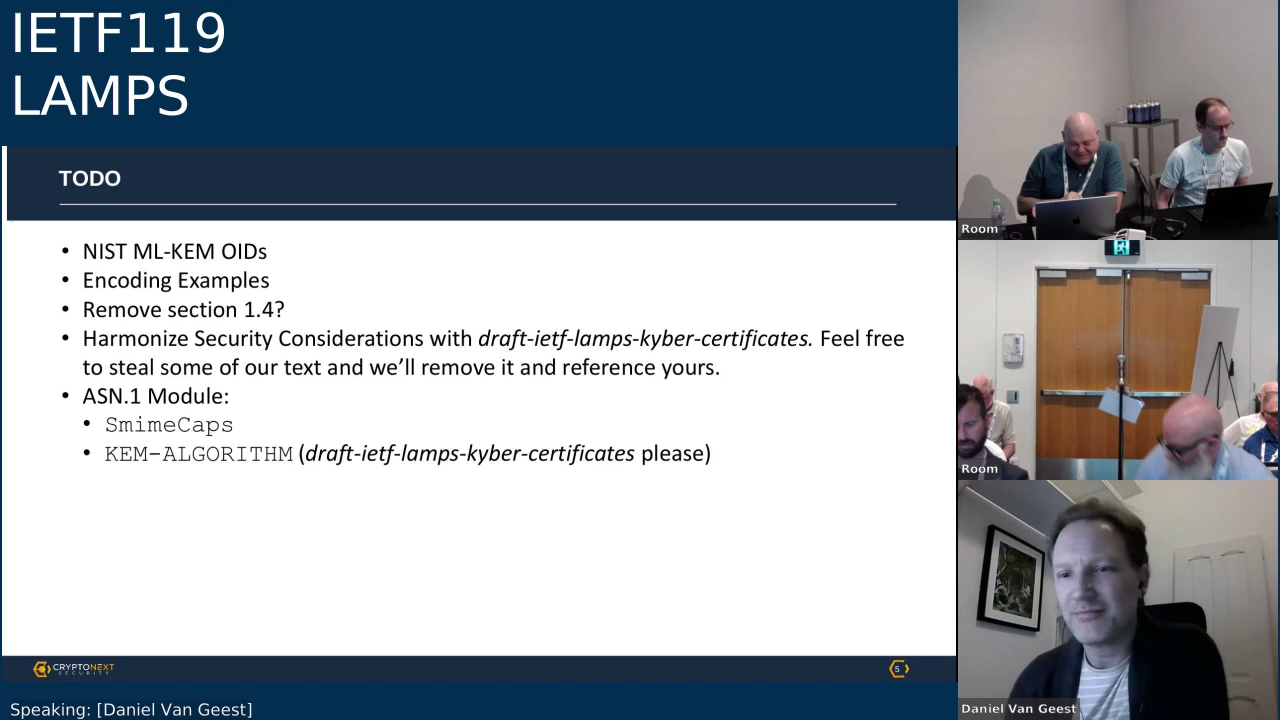 IETF119
LAMPS
TODO
• NIST ML-KEM OIDs
• Encoding Examples
• Remove section 1.4?
• Harmonize Security Considerations with draft-ietf-lamps-kyber-certificates. Feel free
to steal some of our text and we’ll remove it and reference yours.
• ASN.1 Module:
• SmimeCaps
• KEM-ALGORITHM (draft-ietf-lamps-kyber-certificates please)
CRYPTONEXT
SECURITY
5
Speaking: [Daniel Van Geest]
Room
Room
Daniel Van Geest